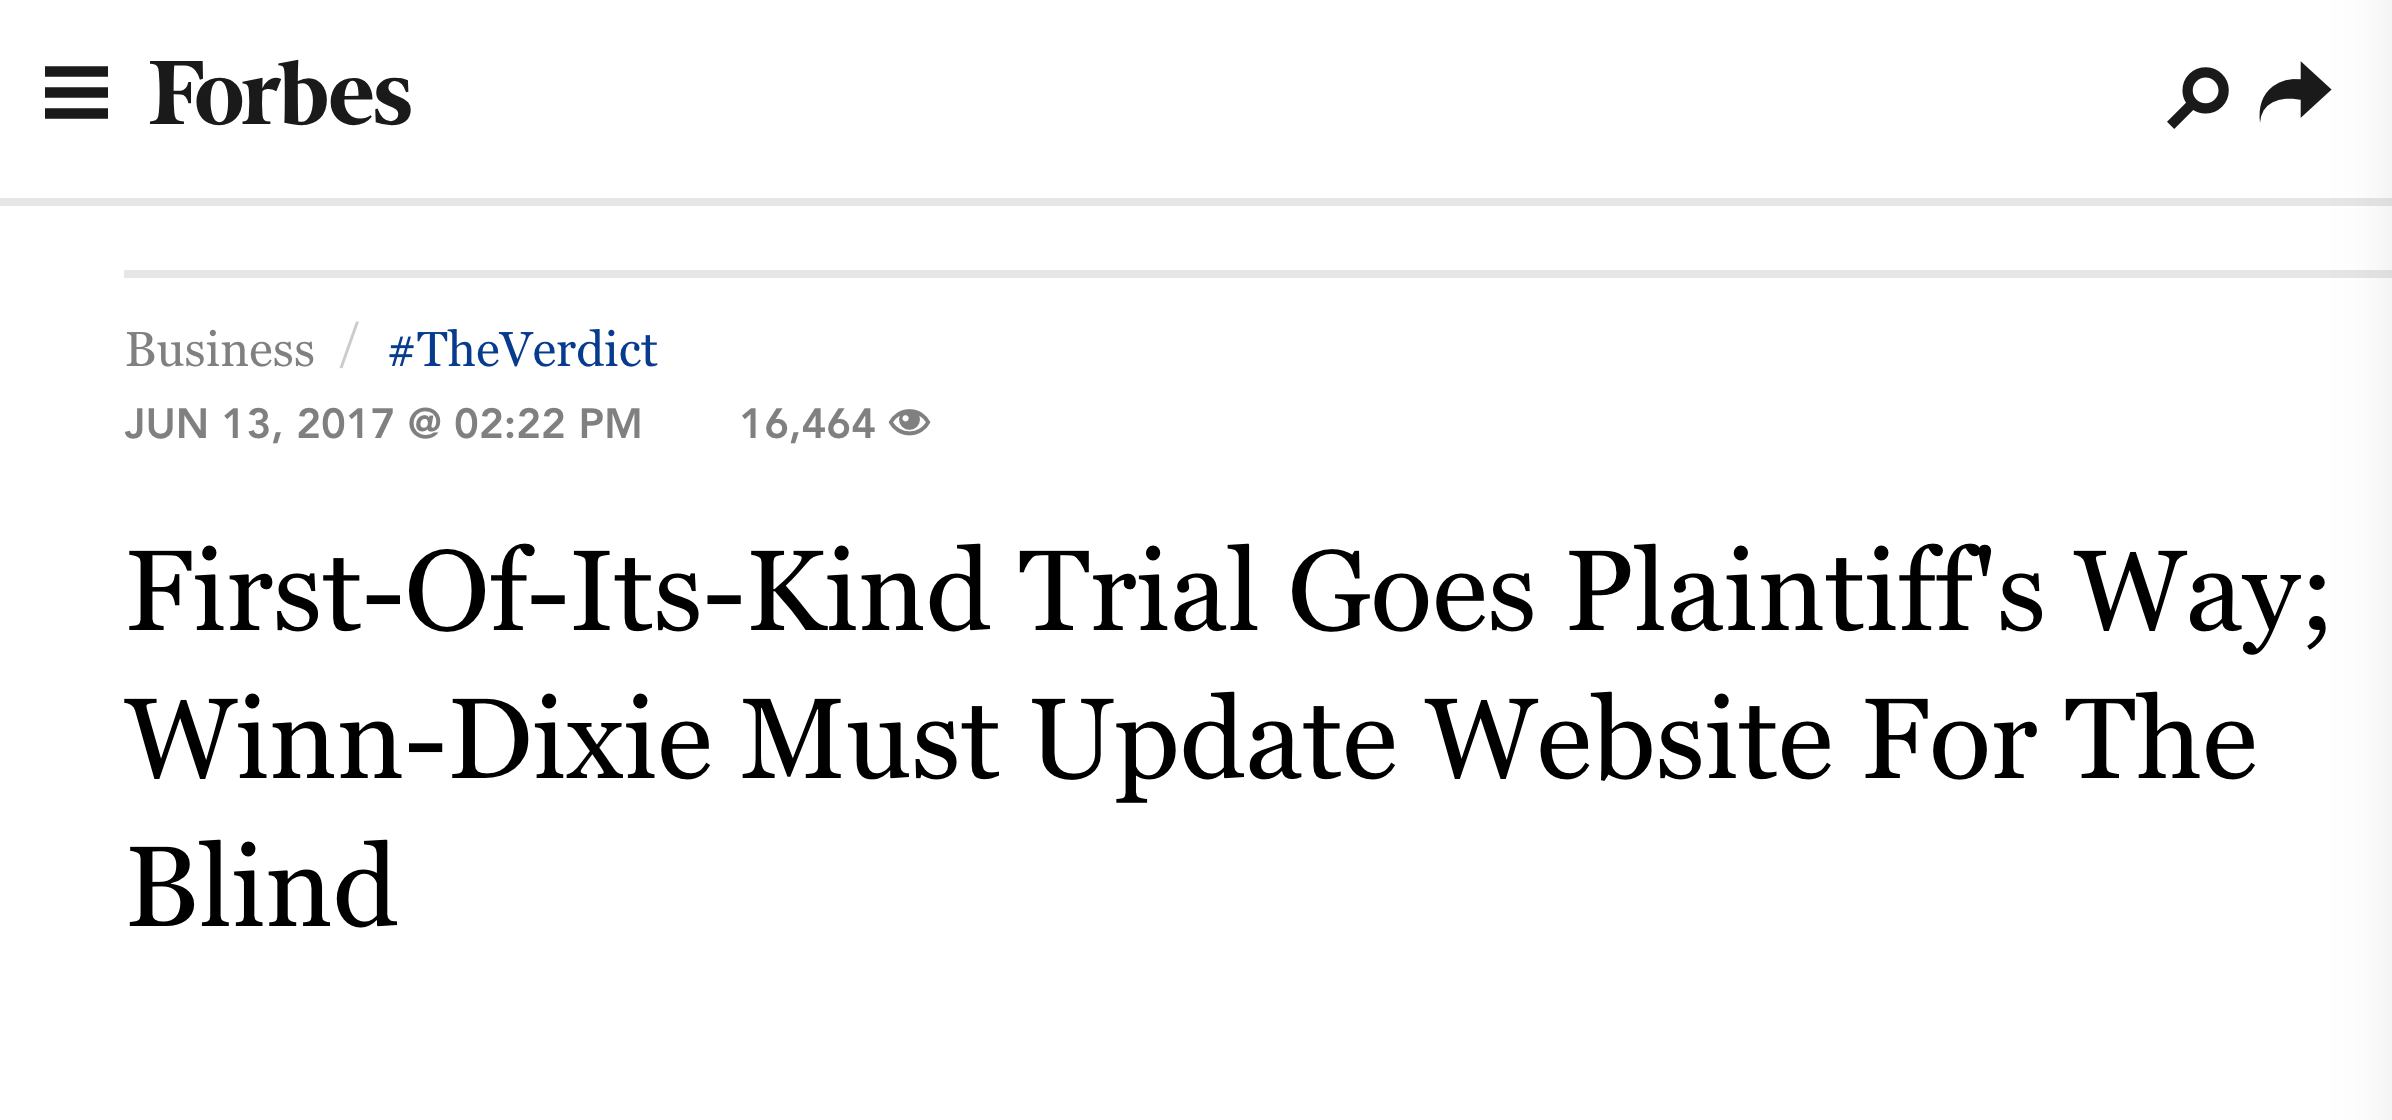 Forbes
Business / #TheVerdict
JUN 13, 2017 @ 02:22 PM 16,464
First-Of-Its-Kind Trial Goes Plaintiff's Way;
Winn-Dixie Must Update Website For The
Blind